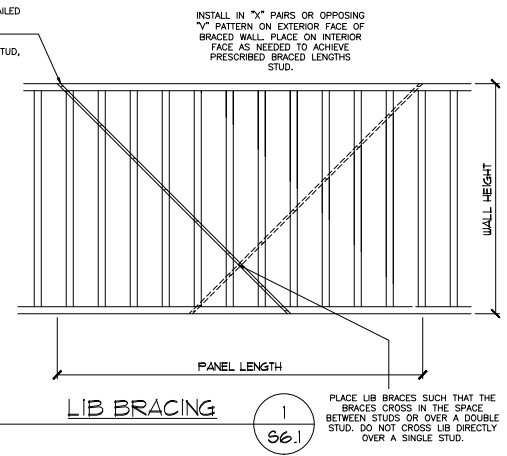 AILED
TUD,
INSTALL IN "X" PAIRS OR OPPOSING
"V" PATTERN ON EXTERIOR FACE OF
BRACED WALL. PLACE ON INTERIOR
FACE AS NEEDED TO ACHIEVE
PRESCRIBED BRACED LENGTHS
STUD.
WALL HEIGHT
PANEL LENGTH
LIB BRACING
1
S6.1
PLACE LIB BRACES SUCH THAT THE
BRACES CROSS IN THE SPACE
BETWEEN STUDS OR OVER A DOUBLE
STUD. DO NOT CROSS LIB DIRECTLY
OVER A SINGLE STUD.